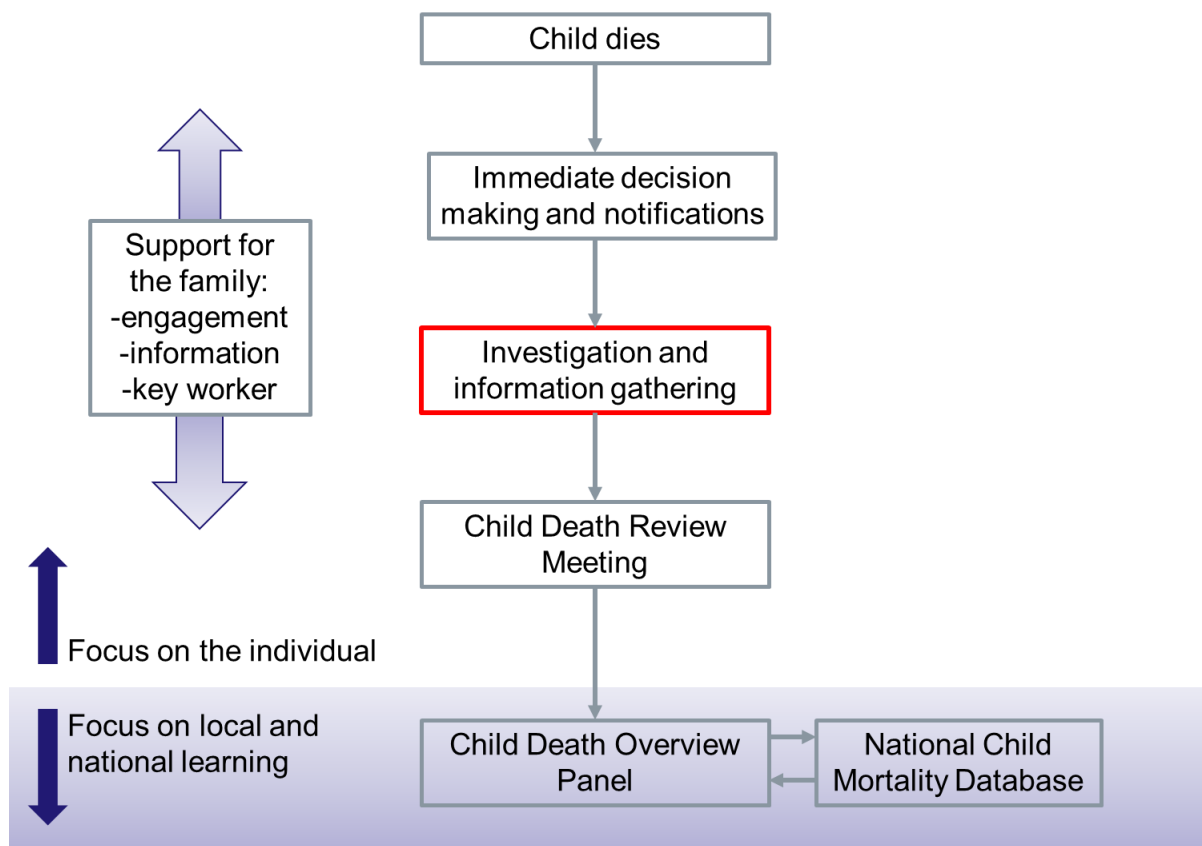 Child dies
Immediate decision
making and notifications
Support for
the family:
-engagement
-information
-key worker
Investigation and
information gathering
Child Death Review
Meeting
Focus on the individual
Focus on local and
national learning
Child Death Overview
Panel
National Child
Mortality Database